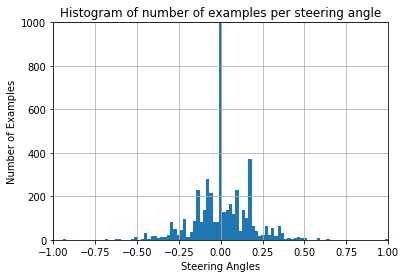 Histogram of number of examples per steering angle
Number of Examples
1000
800
600
400
200
0
−1.00 −0.75 −0.50 −0.25 0.00 0.25 0.50 0.75 1.00
Steering Angles